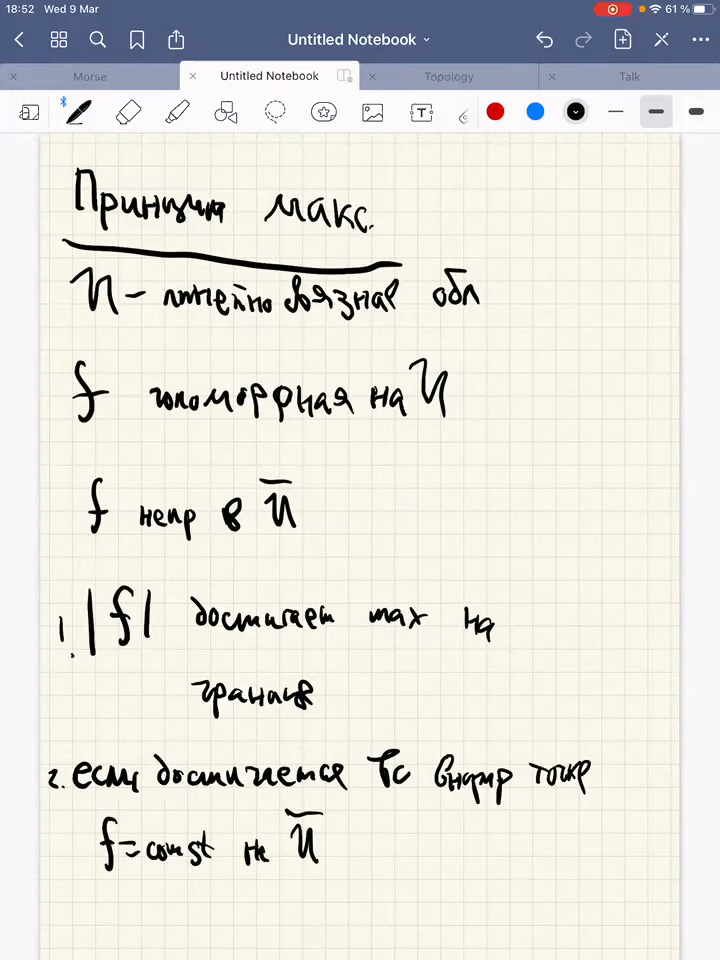 18:52 Wed 9 Mar 61 %
Untitled Notebook
Morse Untitled Notebook Topology Talk
Принцип макс.
U - линейно связная обл
f голоморфная на U
f непр в U̅
1. |f| достигает max на
границе
2. если достигается во внутр точке
f = const на U̅